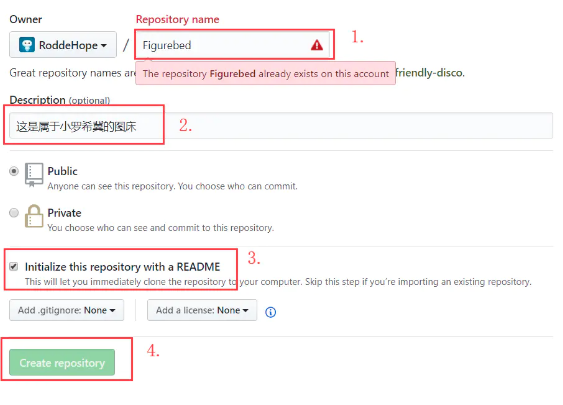 Owner
Repository name
RoddeHope
/
Figurebed
1.
Great repository names are
The repository Figurebed already exists on this account
friendly-disco.
Description (optional)
这是属于小罗希冀的图床
2.
Public
Anyone can see this repository. You choose who can commit.
Private
You choose who can see and commit to this repository.
Initialize this repository with a README
3.
This will let you immediately clone the repository to your computer. Skip this step if you're importing an existing repository.
Add .gitignore: None
Add a license: None
Create repository
4.